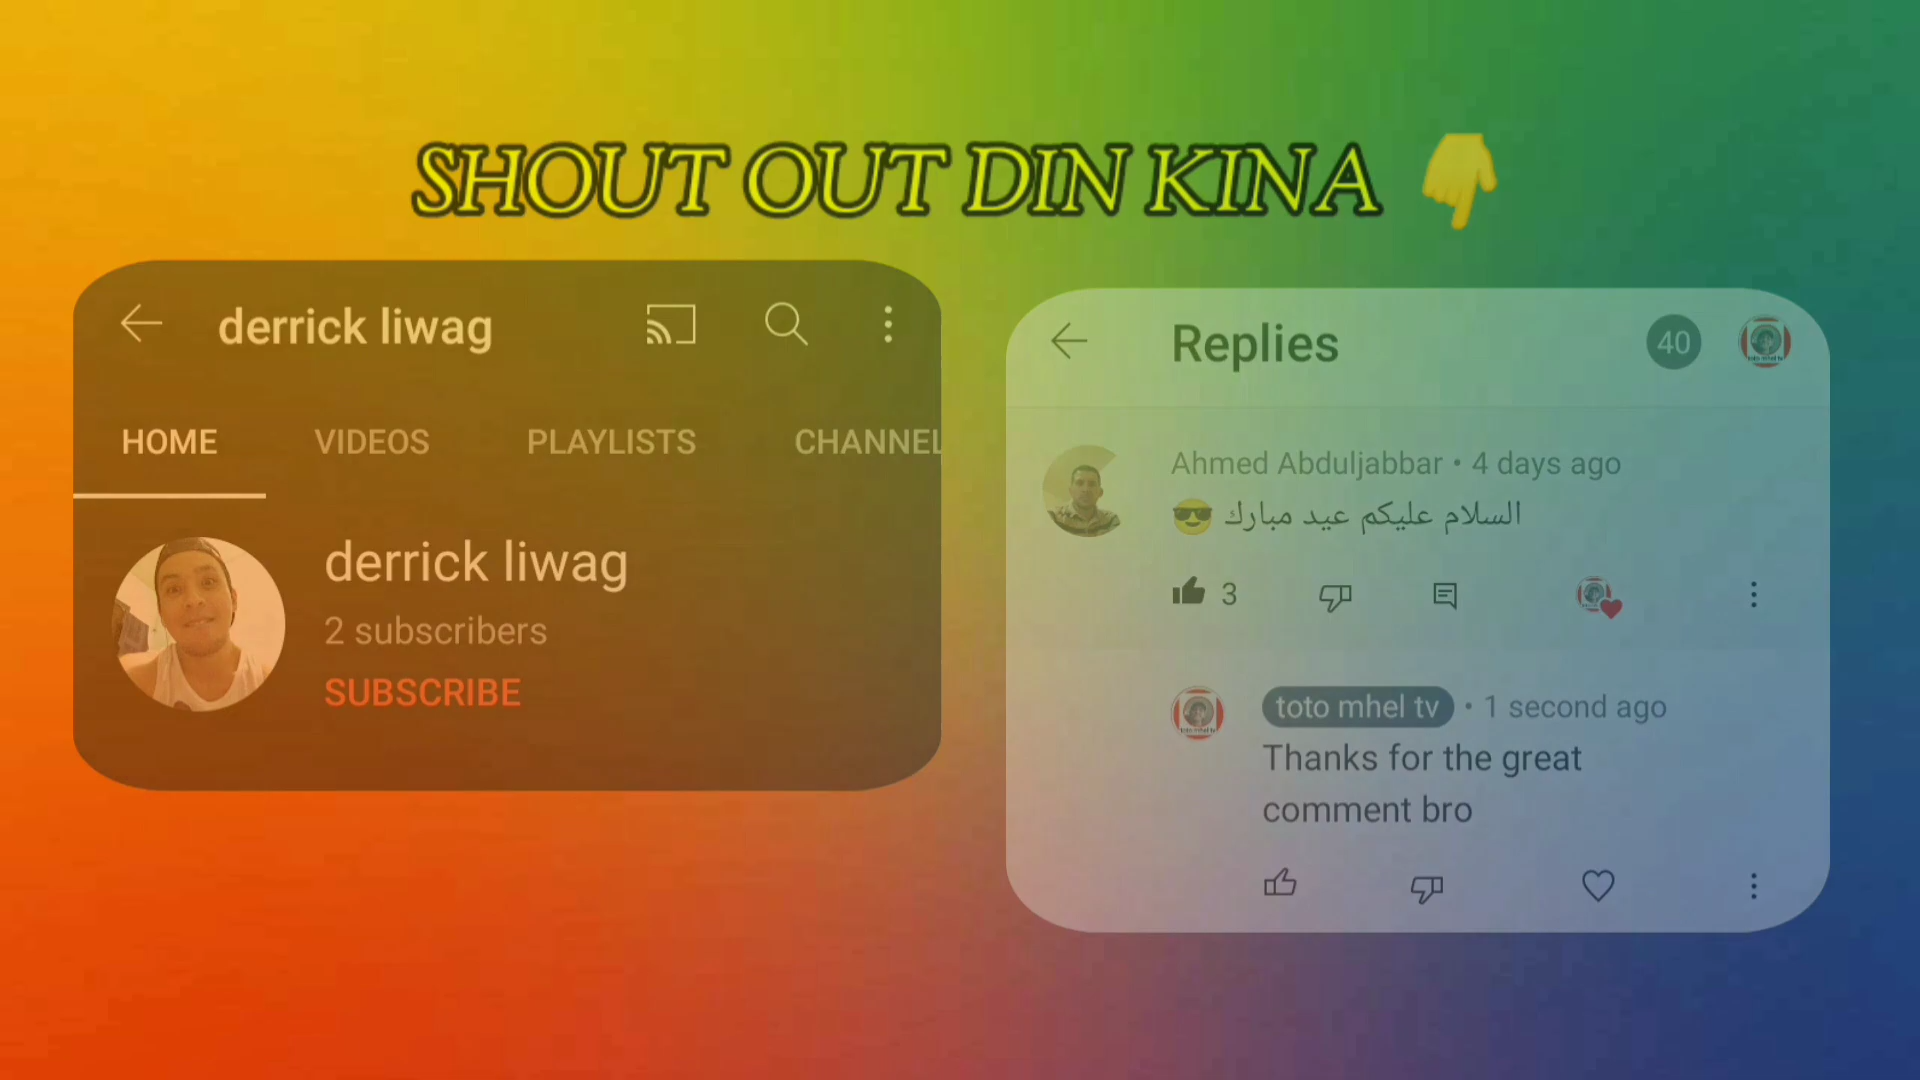 SHOUT OUT DIN KINA 👇
derrick liwag
HOME VIDEOS PLAYLISTS CHANNEL
derrick liwag
2 subscribers
SUBSCRIBE
Replies 40
Ahmed Abduljabbar • 4 days ago
السلام عليكم عيد مبارك 😎
3
toto mhel tv • 1 second ago
Thanks for the great
comment bro